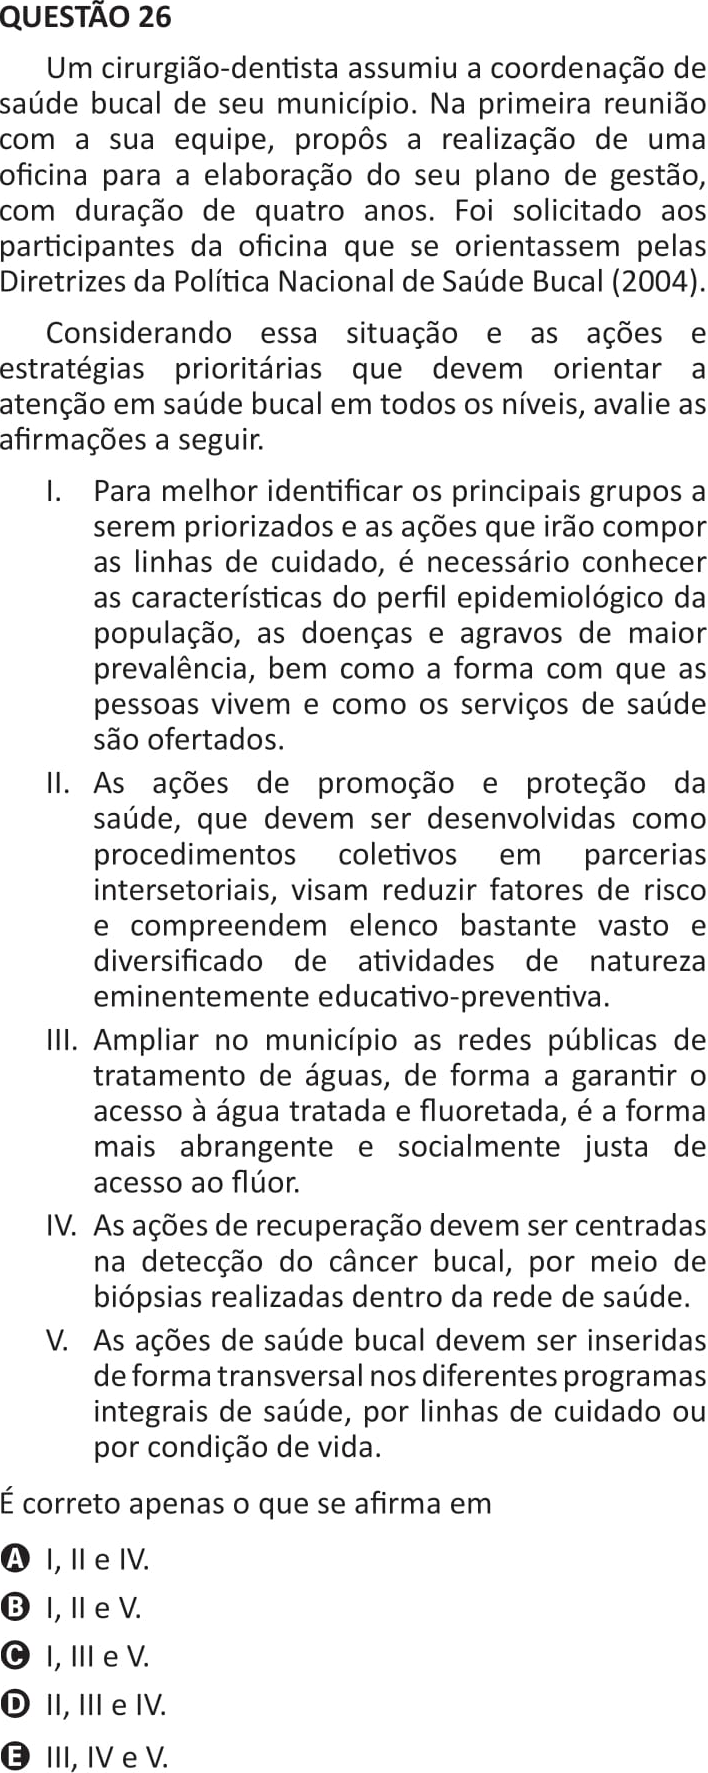 QUESTÃO 26
Um cirurgião-dentista assumiu a coordenação de
saúde bucal de seu município. Na primeira reunião
com a sua equipe, propôs a realização de uma
oficina para a elaboração do seu plano de gestão,
com duração de quatro anos. Foi solicitado aos
participantes da oficina que se orientassem pelas
Diretrizes da Política Nacional de Saúde Bucal (2004).
Considerando essa situação e as ações e
estratégias prioritárias que devem orientar a
atenção em saúde bucal em todos os níveis, avalie as
afirmações a seguir.
I. Para melhor identificar os principais grupos a
serem priorizados e as ações que irão compor
as linhas de cuidado, é necessário conhecer
as características do perfil epidemiológico da
população, as doenças e agravos de maior
prevalência, bem como a forma com que as
pessoas vivem e como os serviços de saúde
são ofertados.
II. As ações de promoção e proteção da
saúde, que devem ser desenvolvidas como
procedimentos coletivos em parcerias
intersetoriais, visam reduzir fatores de risco
e compreendem elenco bastante vasto e
diversificado de atividades de natureza
eminentemente educativo-preventiva.
III. Ampliar no município as redes públicas de
tratamento de águas, de forma a garantir o
acesso à água tratada e fluoretada, é a forma
mais abrangente e socialmente justa de
acesso ao flúor.
IV. As ações de recuperação devem ser centradas
na detecção do câncer bucal, por meio de
biópsias realizadas dentro da rede de saúde.
V. As ações de saúde bucal devem ser inseridas
de forma transversal nos diferentes programas
integrais de saúde, por linhas de cuidado ou
por condição de vida.
É correto apenas o que se afirma em
A I, II e IV.
B I, II e V.
C I, III e V.
D II, III e IV.
E III, IV e V.